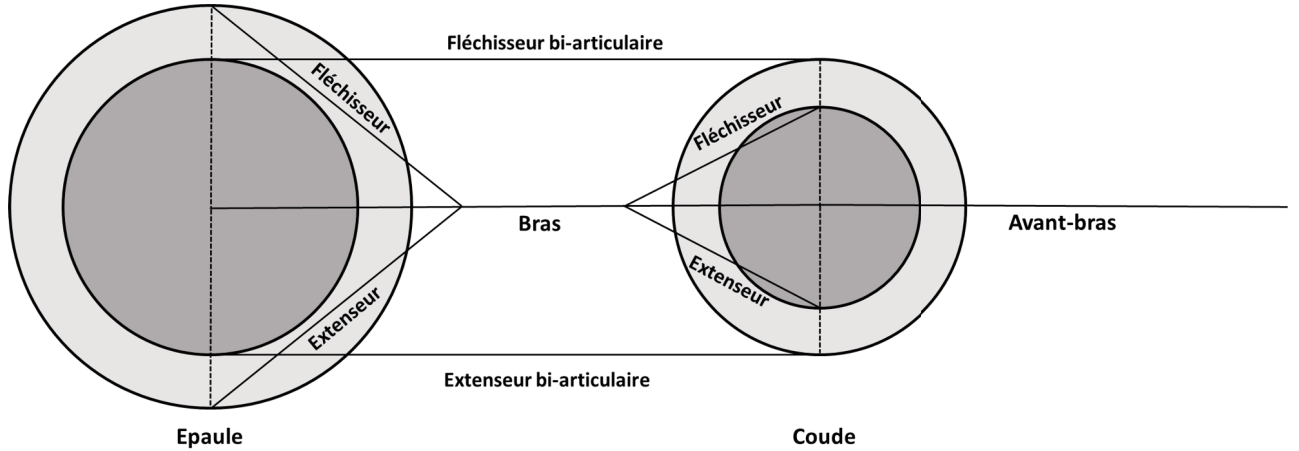 Fléchisseur bi-articulaire
Fléchisseur
Fléchisseur
Bras
Avant-bras
Extenseur
Extenseur
Extenseur bi-articulaire
Epaule
Coude